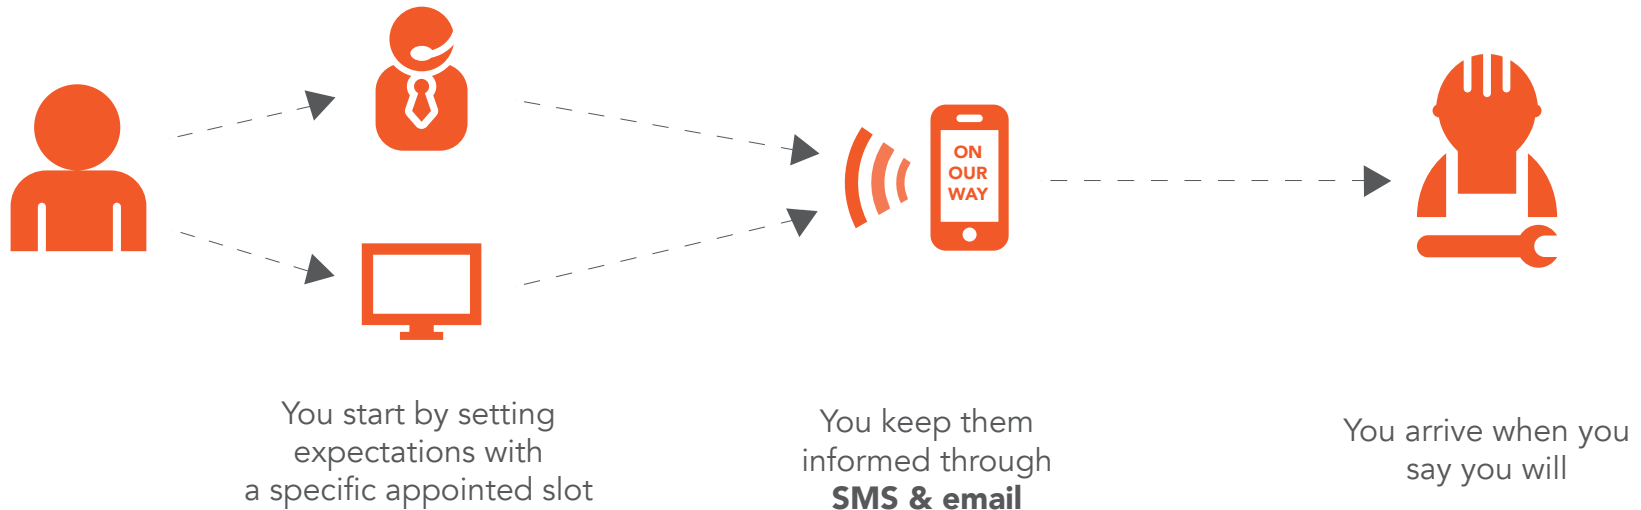 ON
OUR
WAY
You start by setting
expectations with
a specific appointed slot
You keep them
informed through
SMS & email
You arrive when you
say you will